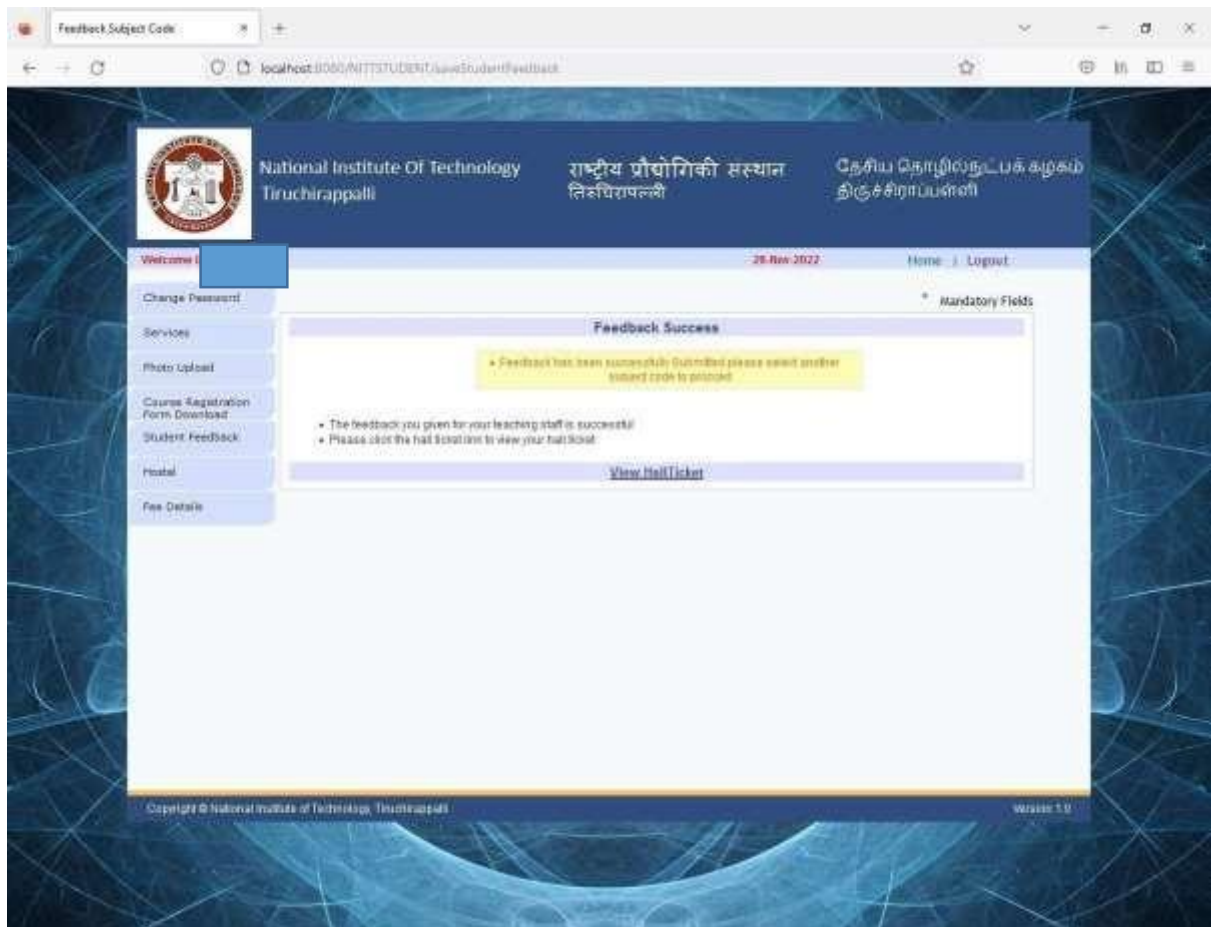 Feedback Subject Code
localhost:8080/NITTSTUDENT/saveStudentFeedback
National Institute Of Technology
Tiruchirappalli
राष्ट्रीय प्रौद्योगिकी संस्थान
तिरुचिरापल्ली
தேசிய தொழில்நுட்பக் கழகம்
திருச்சிராப்பள்ளி
Welcome
28-Nov-2022
Home | Logout
Change Password
Services
Photo Upload
Course Registration
Form Download
Student Feedback
Hostel
Fee Details
* Mandatory Fields
Feedback Success
• Feedback has been successfully Submitted please select another
subject code to proceed
• The feedback you given for your teaching staff is successful
• Please click the hall ticket link to view your hall ticket
View HallTicket
Copyright © National Institute of Technology, Tiruchirappalli
Version 1.0